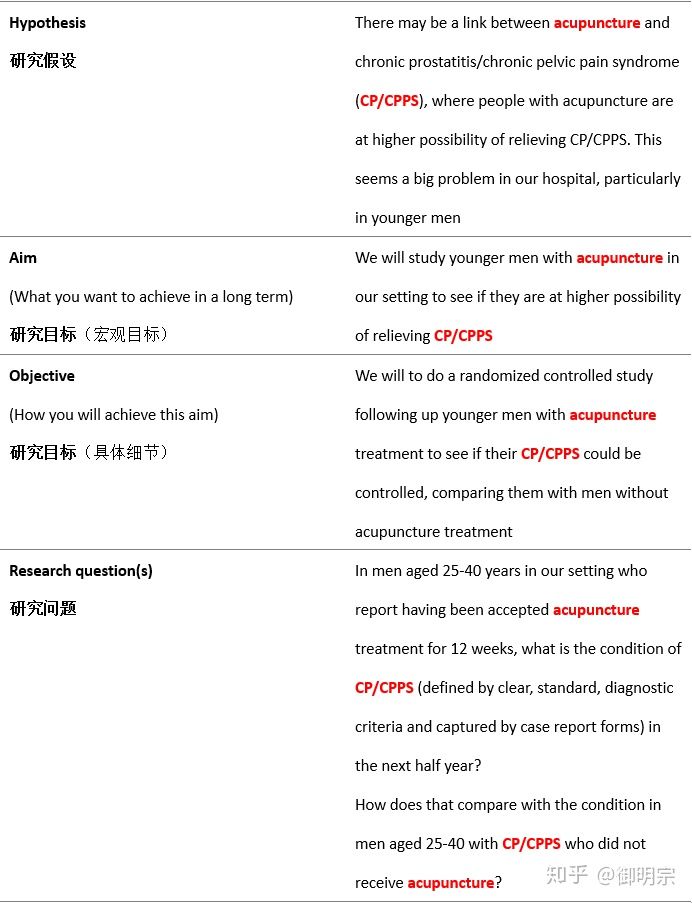 Hypothesis
研究假设
There may be a link between acupuncture and
chronic prostatitis/chronic pelvic pain syndrome
(CP/CPPS), where people with acupuncture are
at higher possibility of relieving CP/CPPS. This
seems a big problem in our hospital, particularly
in younger men
Aim
(What you want to achieve in a long term)
研究目标（宏观目标）
We will study younger men with acupuncture in
our setting to see if they are at higher possibility
of relieving CP/CPPS
Objective
(How you will achieve this aim)
研究目标（具体细节）
We will to do a randomized controlled study
following up younger men with acupuncture
treatment to see if their CP/CPPS could be
controlled, comparing them with men without
acupuncture treatment
Research question(s)
研究问题
In men aged 25-40 years in our setting who
report having been accepted acupuncture
treatment for 12 weeks, what is the condition of
CP/CPPS (defined by clear, standard, diagnostic
criteria and captured by case report forms) in
the next half year?
How does that compare with the condition in
men aged 25-40 with CP/CPPS who did not
receive acupuncture?
知乎 @御明宗